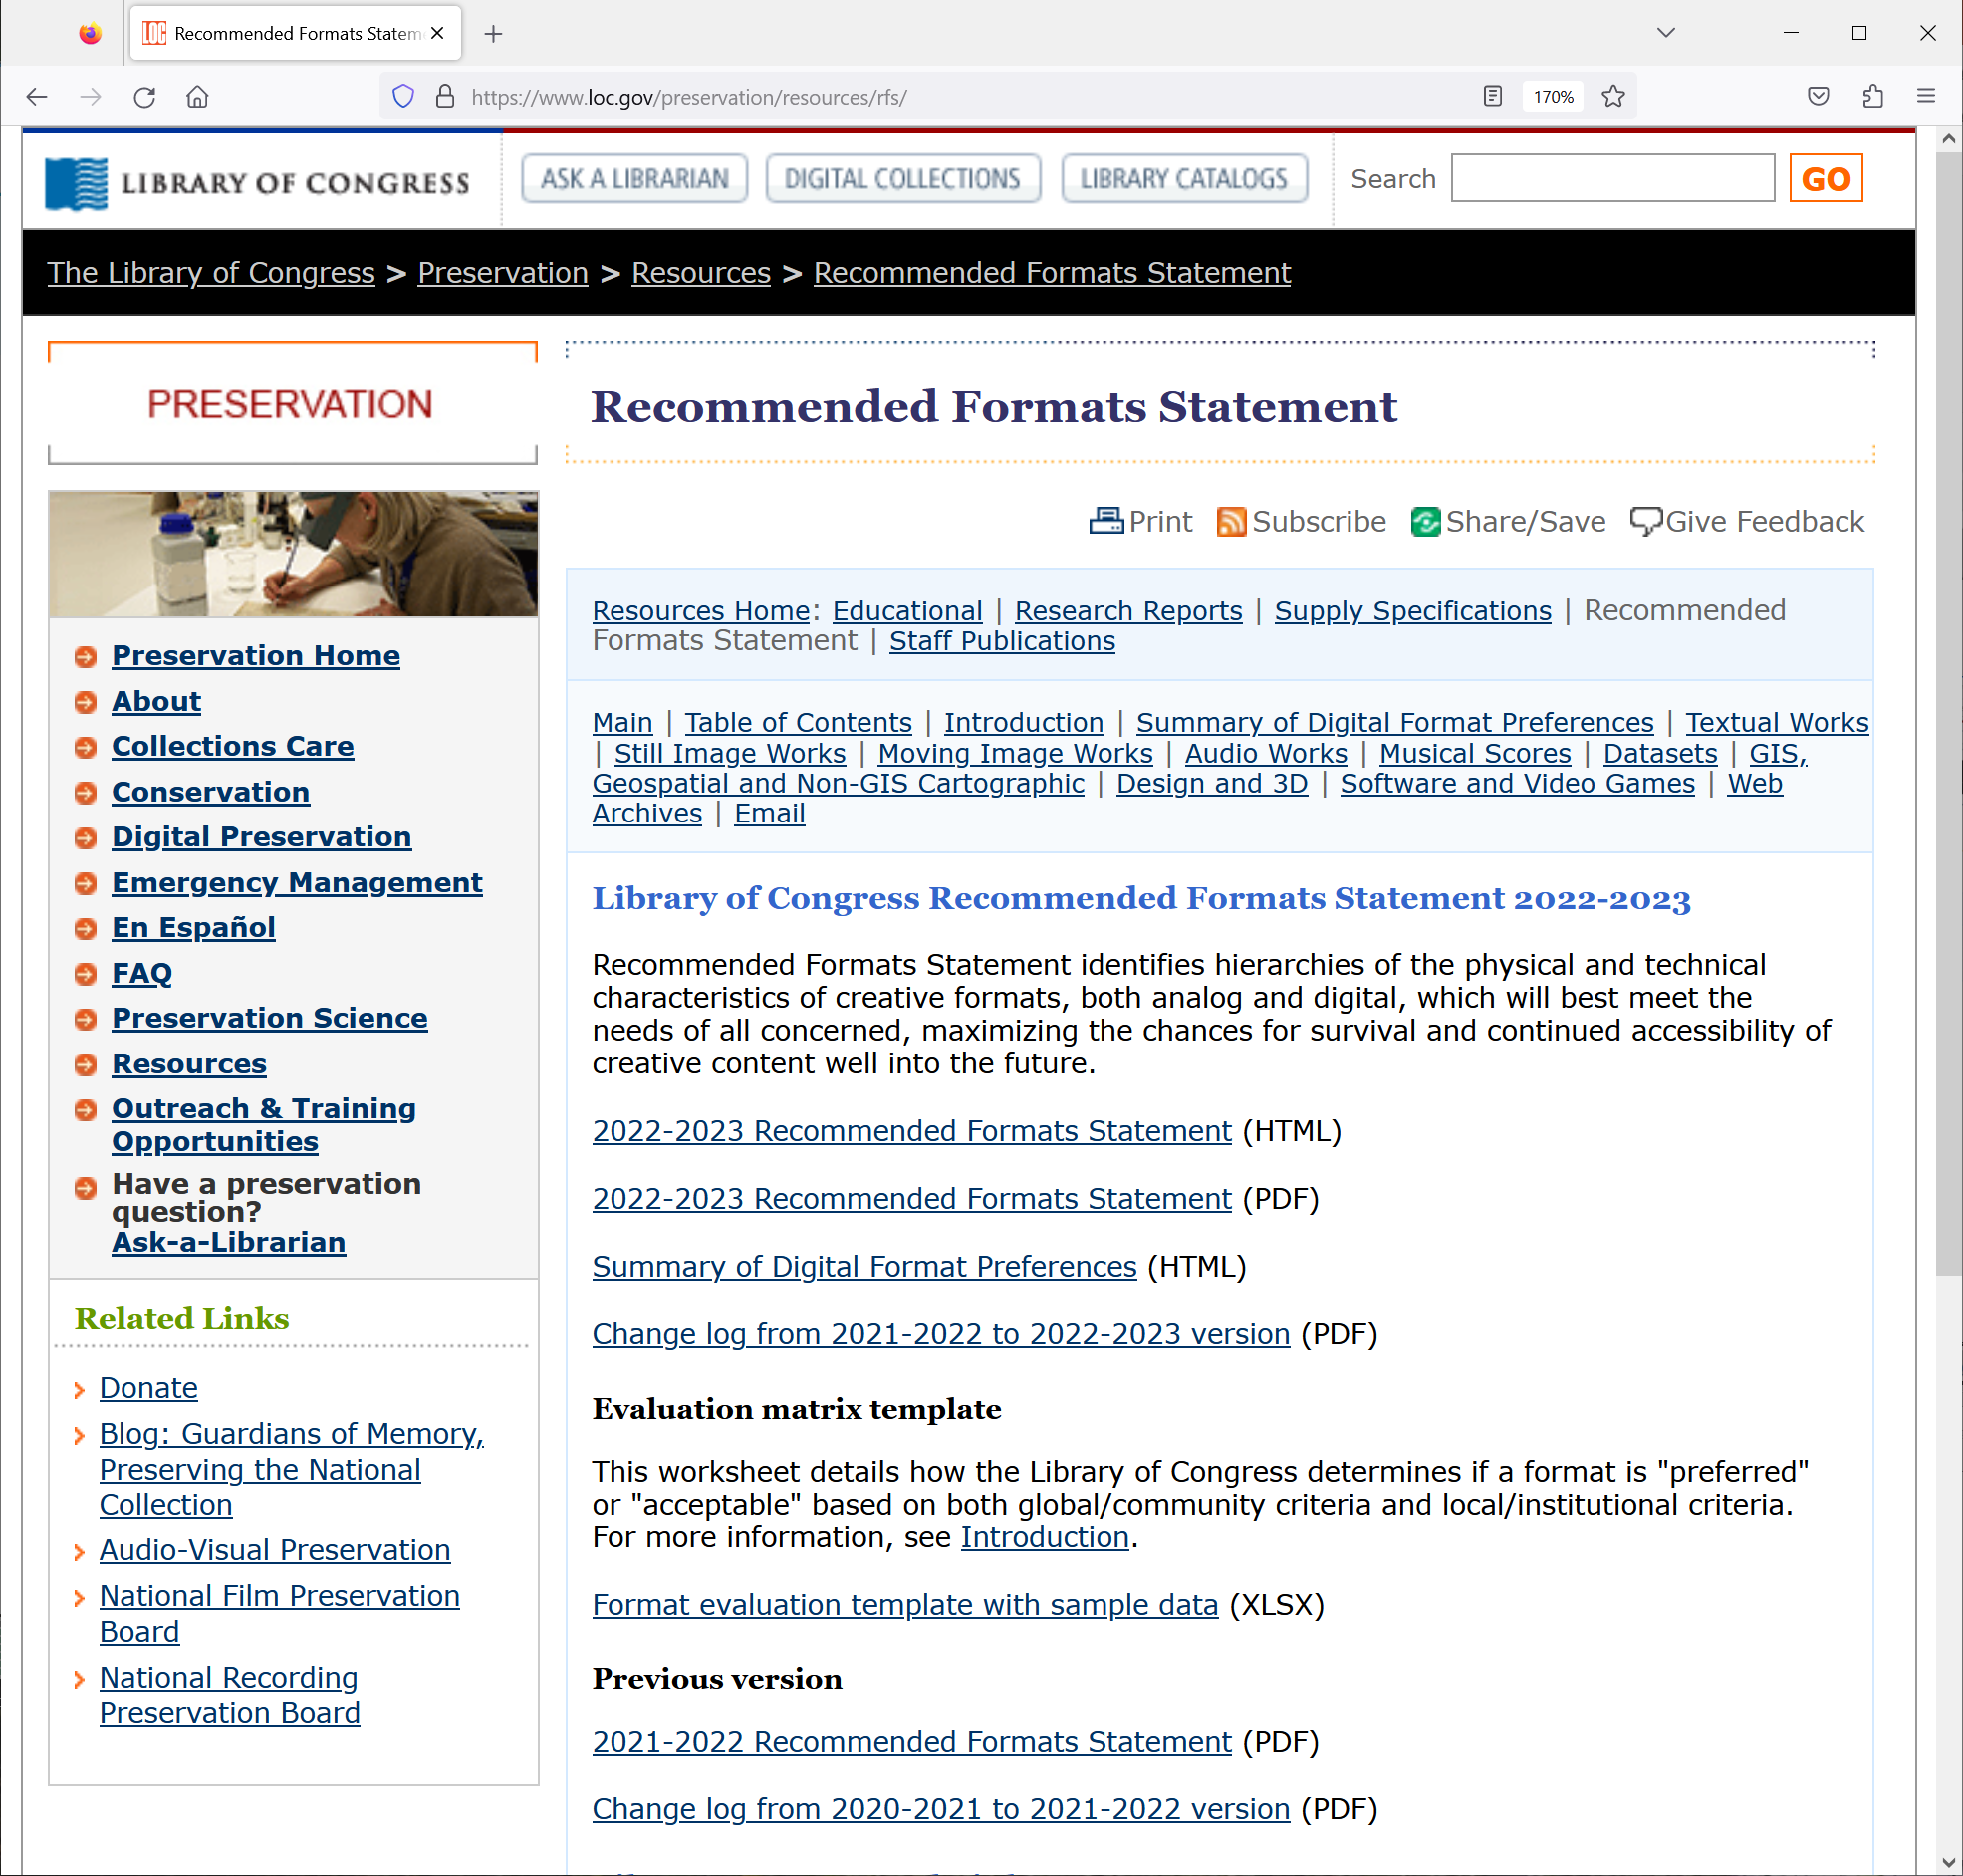 Recommended Formats Statem
https://www.loc.gov/preservation/resources/rfs/
170%
LIBRARY OF CONGRESS
ASK A LIBRARIAN
DIGITAL COLLECTIONS
LIBRARY CATALOGS
Search
GO
The Library of Congress > Preservation > Resources > Recommended Formats Statement
PRESERVATION
Preservation Home
About
Collections Care
Conservation
Digital Preservation
Emergency Management
En Español
FAQ
Preservation Science
Resources
Outreach & Training
Opportunities
Have a preservation
question?
Ask-a-Librarian
Related Links
Donate
Blog: Guardians of Memory,
Preserving the National
Collection
Audio-Visual Preservation
National Film Preservation
Board
National Recording
Preservation Board
Recommended Formats Statement
Print Subscribe Share/Save Give Feedback
Resources Home: Educational | Research Reports | Supply Specifications | Recommended
Formats Statement | Staff Publications
Main | Table of Contents | Introduction | Summary of Digital Format Preferences | Textual Works
| Still Image Works | Moving Image Works | Audio Works | Musical Scores | Datasets | GIS,
Geospatial and Non-GIS Cartographic | Design and 3D | Software and Video Games | Web
Archives | Email
Library of Congress Recommended Formats Statement 2022-2023
Recommended Formats Statement identifies hierarchies of the physical and technical
characteristics of creative formats, both analog and digital, which will best meet the
needs of all concerned, maximizing the chances for survival and continued accessibility of
creative content well into the future.
2022-2023 Recommended Formats Statement (HTML)
2022-2023 Recommended Formats Statement (PDF)
Summary of Digital Format Preferences (HTML)
Change log from 2021-2022 to 2022-2023 version (PDF)
Evaluation matrix template
This worksheet details how the Library of Congress determines if a format is "preferred"
or "acceptable" based on both global/community criteria and local/institutional criteria.
For more information, see Introduction.
Format evaluation template with sample data (XLSX)
Previous version
2021-2022 Recommended Formats Statement (PDF)
Change log from 2020-2021 to 2021-2022 version (PDF)